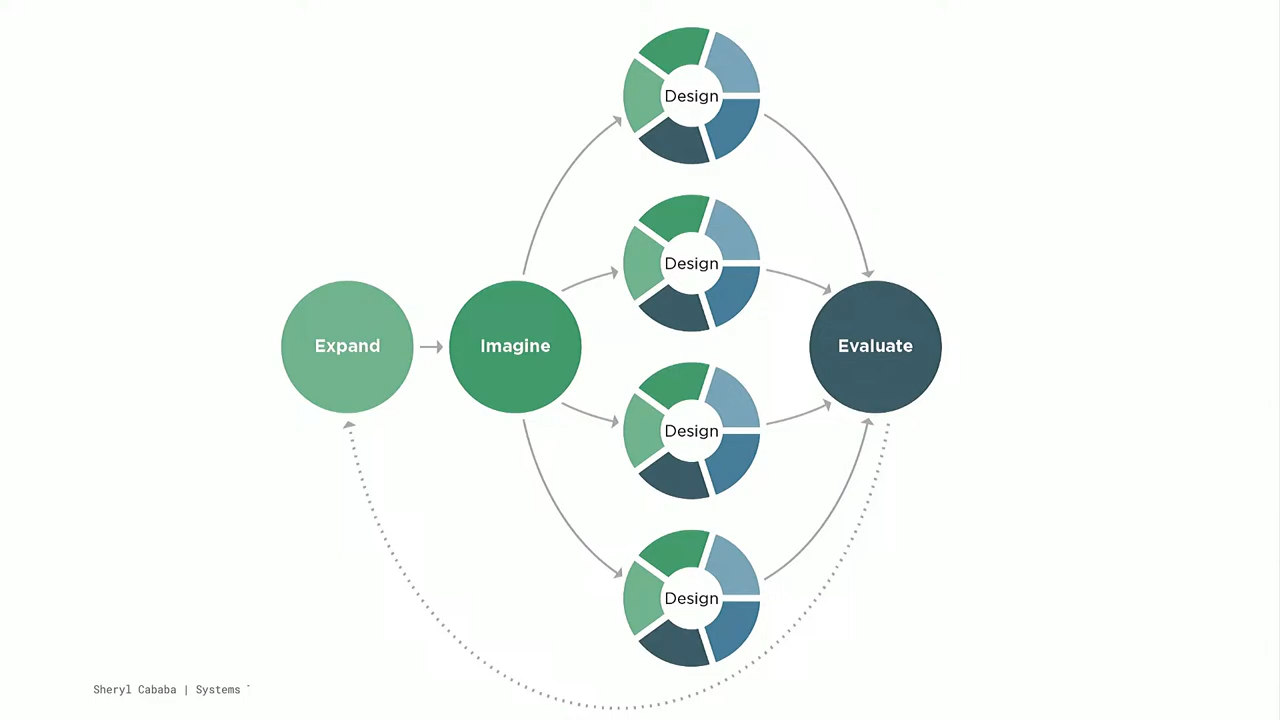 Design
Design
Expand
Imagine
Evaluate
Design
Design
Sheryl Cababa | Systems